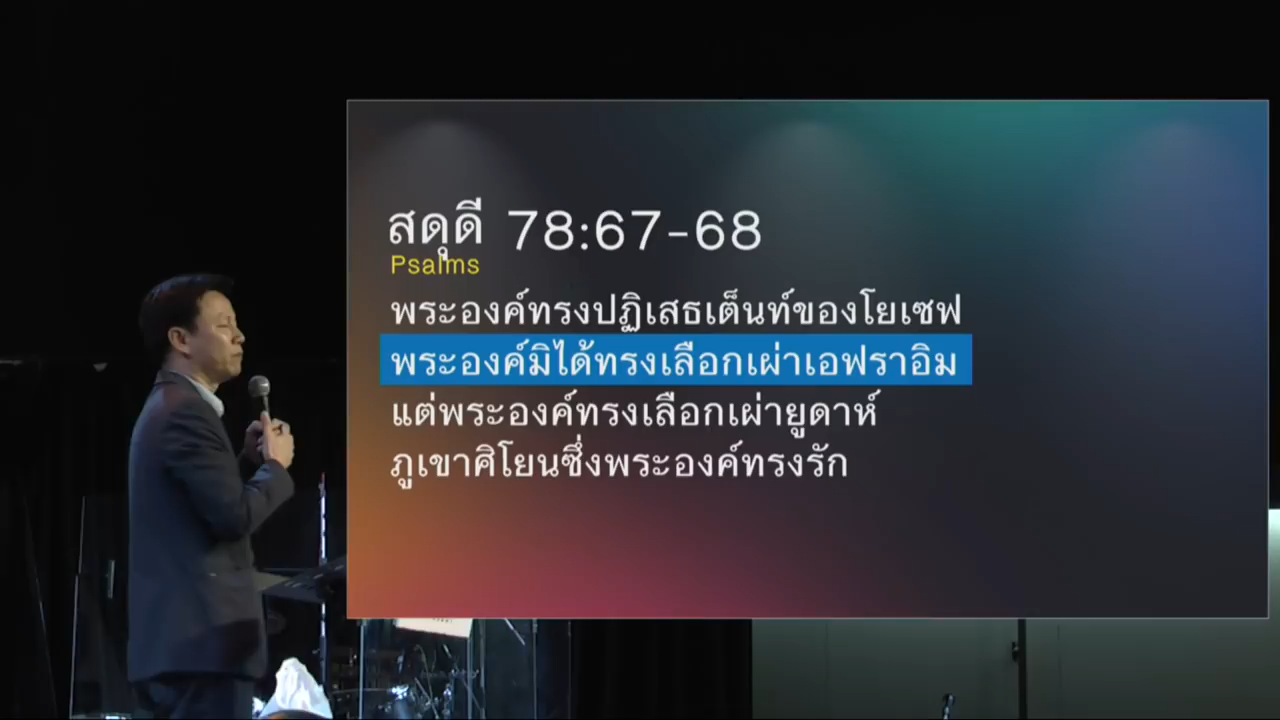 สดุดี 78:67-68
Psalms
พระองค์ทรงปฏิเสธเต็นท์ของโยเซฟ
พระองค์มิได้ทรงเลือกเผ่าเอฟราอิม
แต่พระองค์ทรงเลือกเผ่ายูดาห์
ภูเขาศิโยนซึ่งพระองค์ทรงรัก